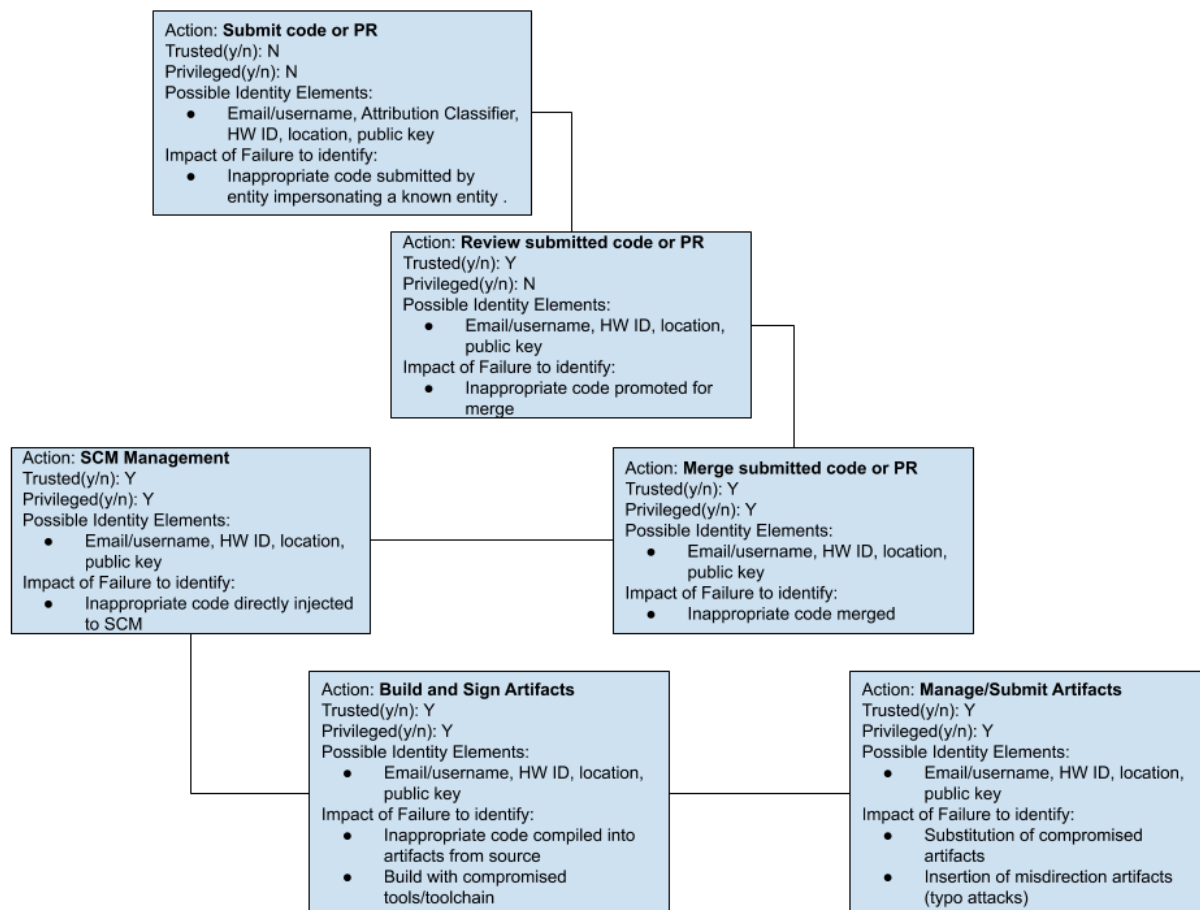 Action: Submit code or PR
Trusted(y/n): N
Privileged(y/n): N
Possible Identity Elements:
● Email/username, Attribution Classifier,
HW ID, location, public key
Impact of Failure to identify:
● Inappropriate code submitted by
entity impersonating a known entity .
Action: Review submitted code or PR
Trusted(y/n): Y
Privileged(y/n): N
Possible Identity Elements:
● Email/username, HW ID, location,
public key
Impact of Failure to identify:
● Inappropriate code promoted for
merge
Action: SCM Management
Trusted(y/n): Y
Privileged(y/n): Y
Possible Identity Elements:
● Email/username, HW ID, location,
public key
Impact of Failure to identify:
● Inappropriate code directly injected
to SCM
Action: Merge submitted code or PR
Trusted(y/n): Y
Privileged(y/n): Y
Possible Identity Elements:
● Email/username, HW ID, location,
public key
Impact of Failure to identify:
● Inappropriate code merged
Action: Build and Sign Artifacts
Trusted(y/n): Y
Privileged(y/n): Y
Possible Identity Elements:
● Email/username, HW ID, location,
public key
Impact of Failure to identify:
● Inappropriate code compiled into
artifacts from source
● Build with compromised
tools/toolchain
Action: Manage/Submit Artifacts
Trusted(y/n): Y
Privileged(y/n): Y
Possible Identity Elements:
● Email/username, HW ID, location,
public key
Impact of Failure to identify:
● Substitution of compromised
artifacts
● Insertion of misdirection artifacts
(typo attacks)